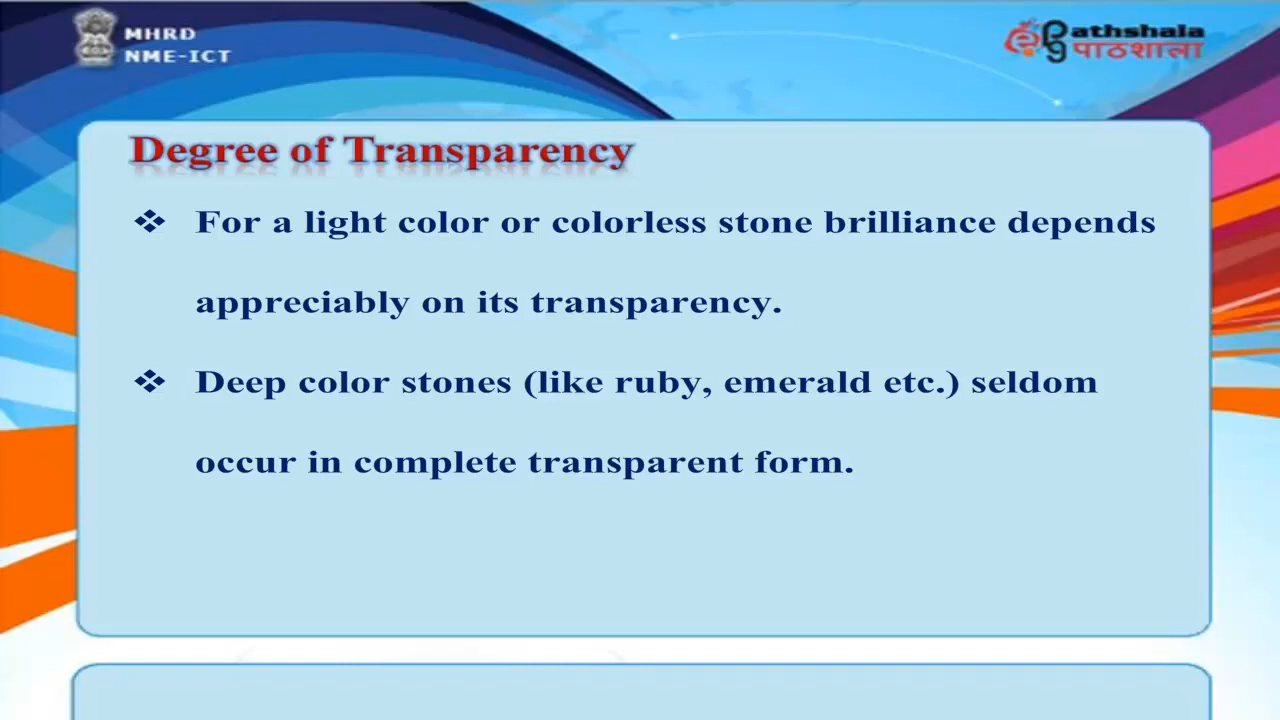 MHRD
NME-ICT
ePg athshala
पाठशाला
Degree of Transparency
❖ For a light color or colorless stone brilliance depends
appreciably on its transparency.
❖ Deep color stones (like ruby, emerald etc.) seldom
occur in complete transparent form.